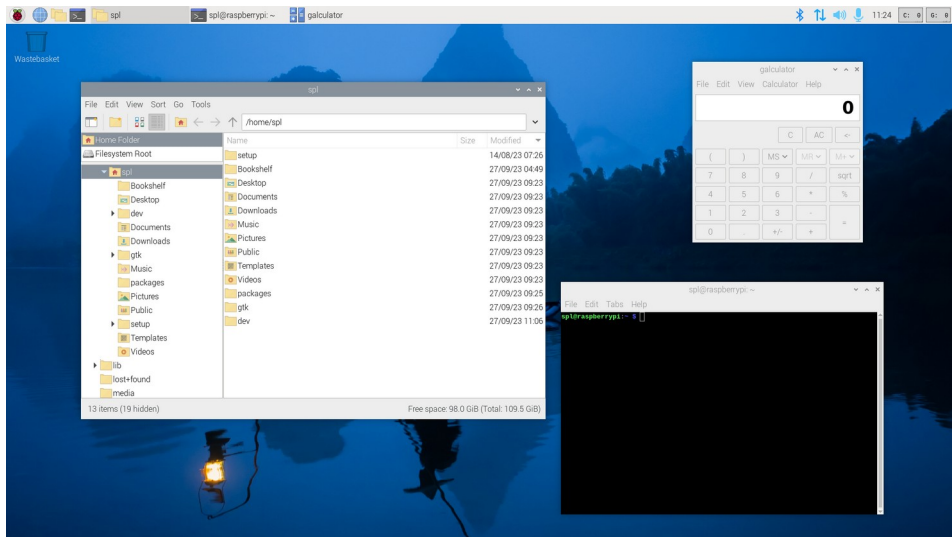 spl
spl@raspberrypi: ~
galculator
11:24
C: 0
G: 0
Wastebasket
spl
File Edit View Sort Go Tools
/home/spl
Home Folder
Filesystem Root
spl
Bookshelf
Desktop
dev
Documents
Downloads
gtk
Music
packages
Pictures
Public
setup
Templates
Videos
lib
lost+found
media
Name Size Modified
setup 14/08/23 07:26
Bookshelf 27/09/23 04:49
Desktop 27/09/23 09:23
Documents 27/09/23 09:23
Downloads 27/09/23 09:23
Music 27/09/23 09:23
Pictures 27/09/23 09:23
Public 27/09/23 09:23
Templates 27/09/23 09:23
Videos 27/09/23 09:23
packages 27/09/23 09:25
gtk 27/09/23 09:26
dev 27/09/23 11:06
13 items (19 hidden) Free space: 98.0 GiB (Total: 109.5 GiB)
galculator
File Edit View Calculator Help
0
C AC <-
( ) MS MR M+
7 8 9 / sqrt
4 5 6 * %
1 2 3 - =
0 . +/- +
spl@raspberrypi: ~
File Edit Tabs Help
spl@raspberrypi:~ $